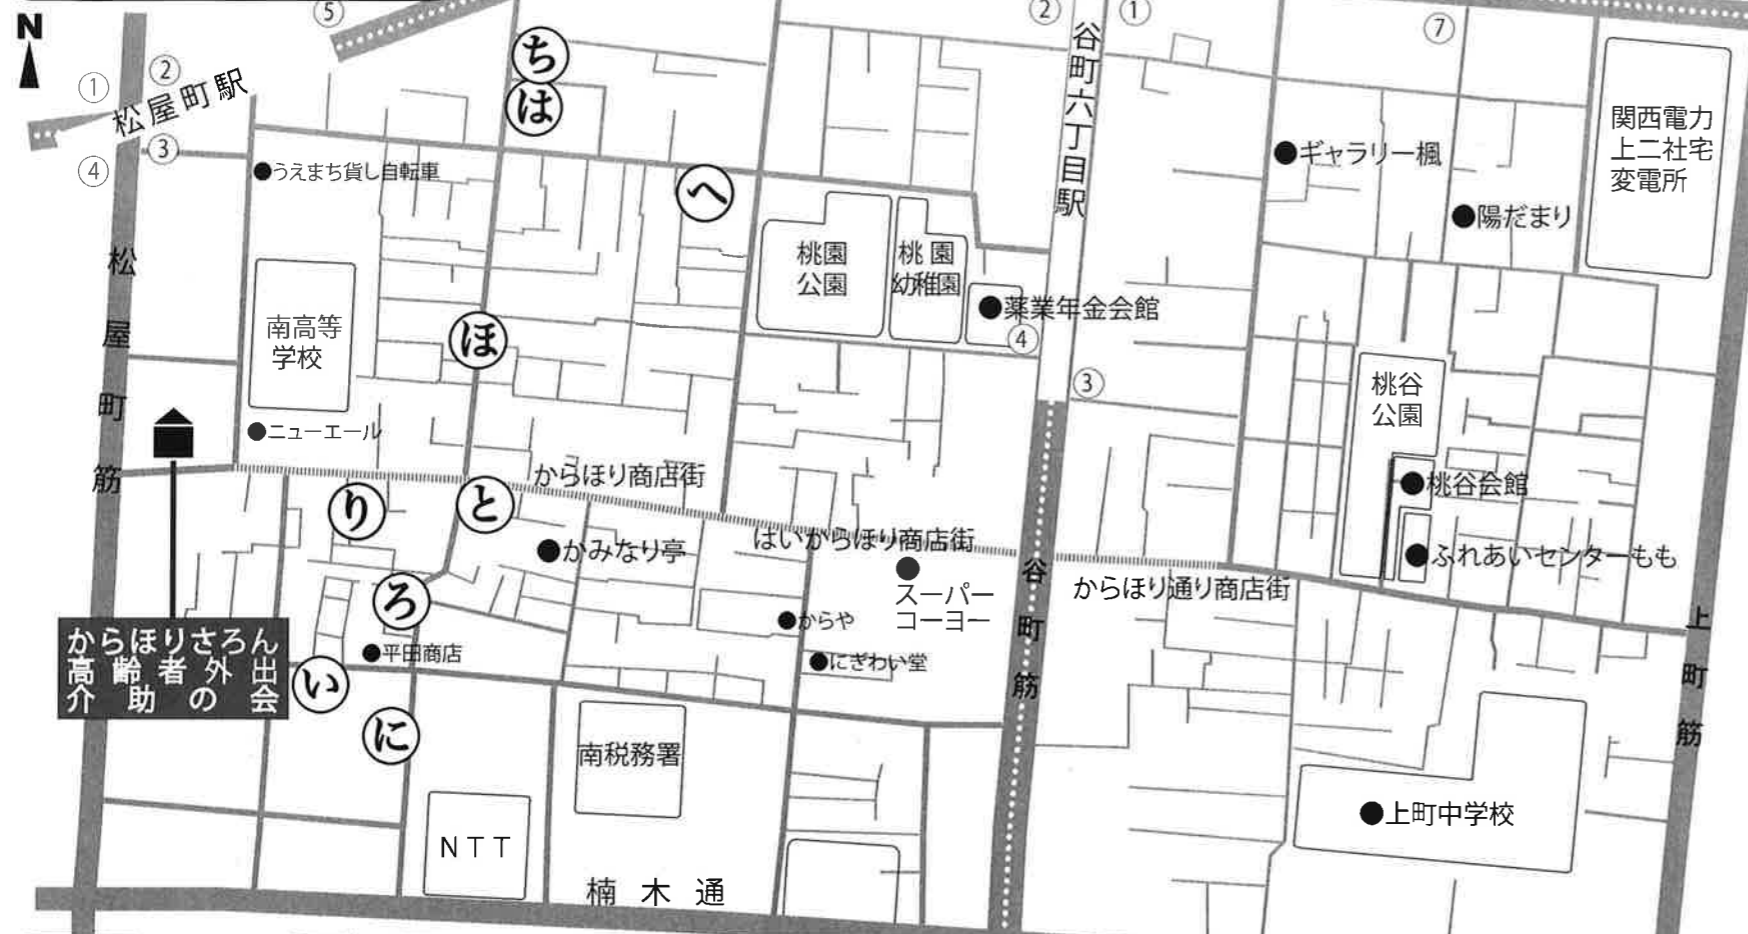 N
⑤
②
①
⑦
①
②
松屋町駅
③
④
ち
は
へ
ほ
と
り
ろ
い
に
谷町六丁目駅
④
③
うえまち貸し自転車
ギャラリー楓
陽だまり
関西電力
上二社宅
変電所
桃園
公園
桃園
幼稚園
薬業年金会館
南高等
学校
ニューエール
桃谷
公園
桃谷会館
ふれあいセンターもも
松屋町筋
からほり商店街
はいからほり商店街
からほり通り商店街
かみなり亭
スーパー
コーヨー
からや
にぎわい堂
平田商店
からほりさろん
高齢者外出
介助の会
谷町筋
上町筋
南税務署
NTT
楠木通
上町中学校